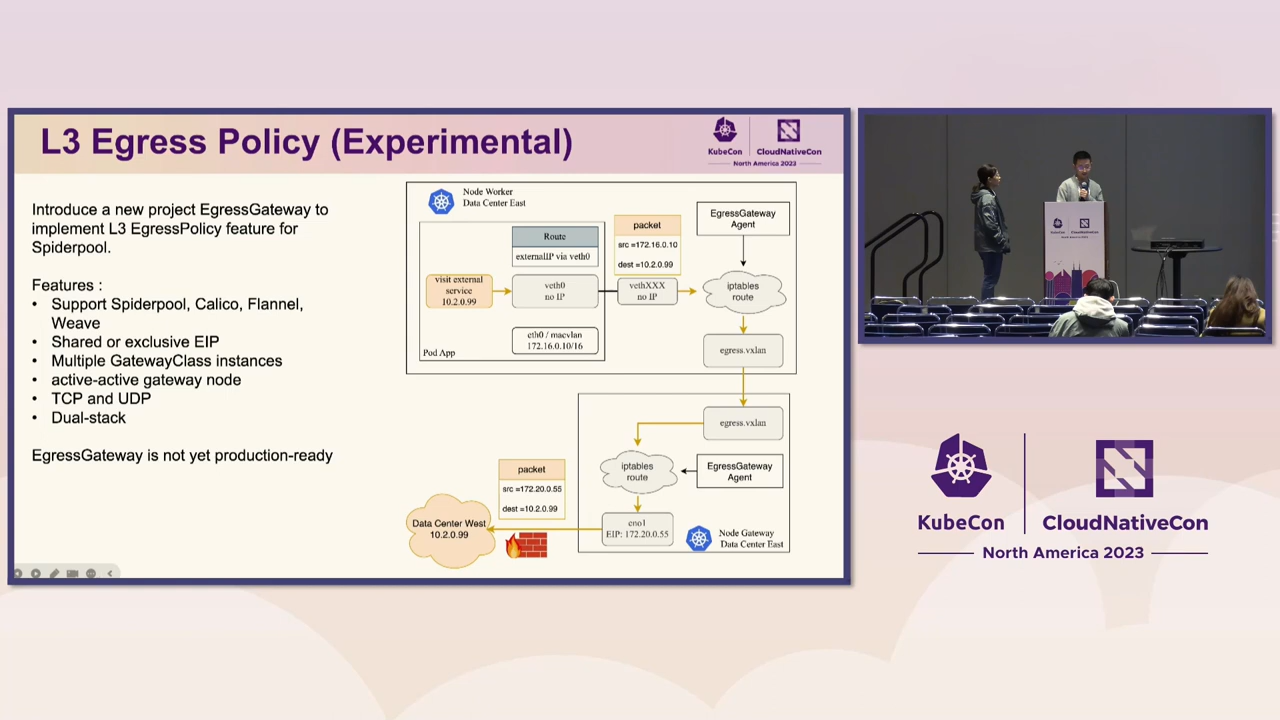 L3 Egress Policy (Experimental)
KubeCon
CloudNativeCon
North America 2023
Introduce a new project EgressGateway to
implement L3 EgressPolicy feature for
Spiderpool.
Features :
• Support Spiderpool, Calico, Flannel,
Weave
• Shared or exclusive EIP
• Multiple GatewayClass instances
• active-active gateway node
• TCP and UDP
• Dual-stack
EgressGateway is not yet production-ready
Node Worker
Data Center East
Route
externalIP via veth0
visit external
service
10.2.0.99
veth0
no IP
eth0 / macvlan
172.16.0.10/16
Pod App
packet
src =172.16.0.10
dest =10.2.0.99
vethXXX
no IP
EgressGateway
Agent
iptables
route
egress.vxlan
egress.vxlan
iptables
route
EgressGateway
Agent
eno1
EIP: 172.20.0.55
Node Gateway
Data Center East
packet
src =172.20.0.55
dest =10.2.0.99
Data Center West
10.2.0.99
KubeCon
CloudNativeCon
North America 2023